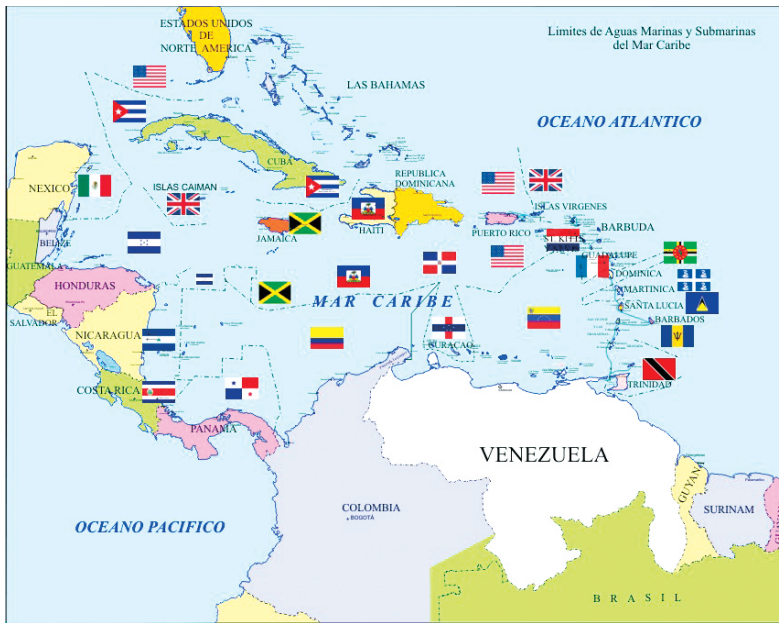 ESTADOS UNIDOS
DE
NORTE AMERICA
Limites de Aguas Marinas y Submarinas
del Mar Caribe
LAS BAHAMAS
OCEANO ATLANTICO
CUBA
NEXICO
ISLAS CAIMAN
REPUBLICA
DOMINICANA
HAITI
JAMAICA
PUERTO RICO
ISLAS VIRGENES
BARBUDA
ST. KITTS
BELIZE
GUATEMALA
GUADALUPE
DOMINICA
MARTINICA
SANTA LUCIA
BARBADOS
HONDURAS
EL
SALVADOR
NICARAGUA
MAR CARIBE
CURACAO
COSTA RICA
PANAMA
TRINIDAD
VENEZUELA
COLOMBIA
BOGOTÁ
GUYANA
SURINAM
OCEANO PACIFICO
BRASIL